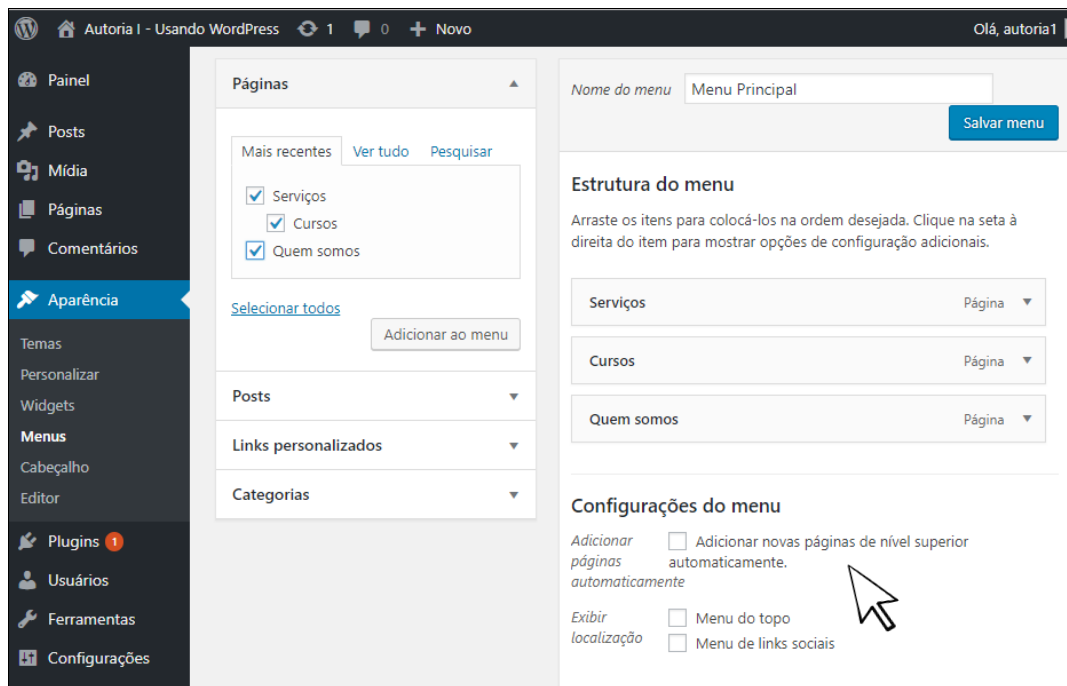 Autoria I - Usando WordPress 1 0 + Novo Olá, autoria1
Painel
Posts
Mídia
Páginas
Comentários
Aparência
Temas
Personalizar
Widgets
Menus
Cabeçalho
Editor
Plugins 1
Usuários
Ferramentas
Configurações
Páginas
Mais recentes Ver tudo Pesquisar
Serviços
Cursos
Quem somos
Selecionar todos
Adicionar ao menu
Posts
Links personalizados
Categorias
Nome do menu Menu Principal
Salvar menu
Estrutura do menu
Arraste os itens para colocá-los na ordem desejada. Clique na seta à
direita do item para mostrar opções de configuração adicionais.
Serviços Página
Cursos Página
Quem somos Página
Configurações do menu
Adicionar
páginas
automaticamente
Adicionar novas páginas de nível superior
automaticamente.
Exibir
localização
Menu do topo
Menu de links sociais